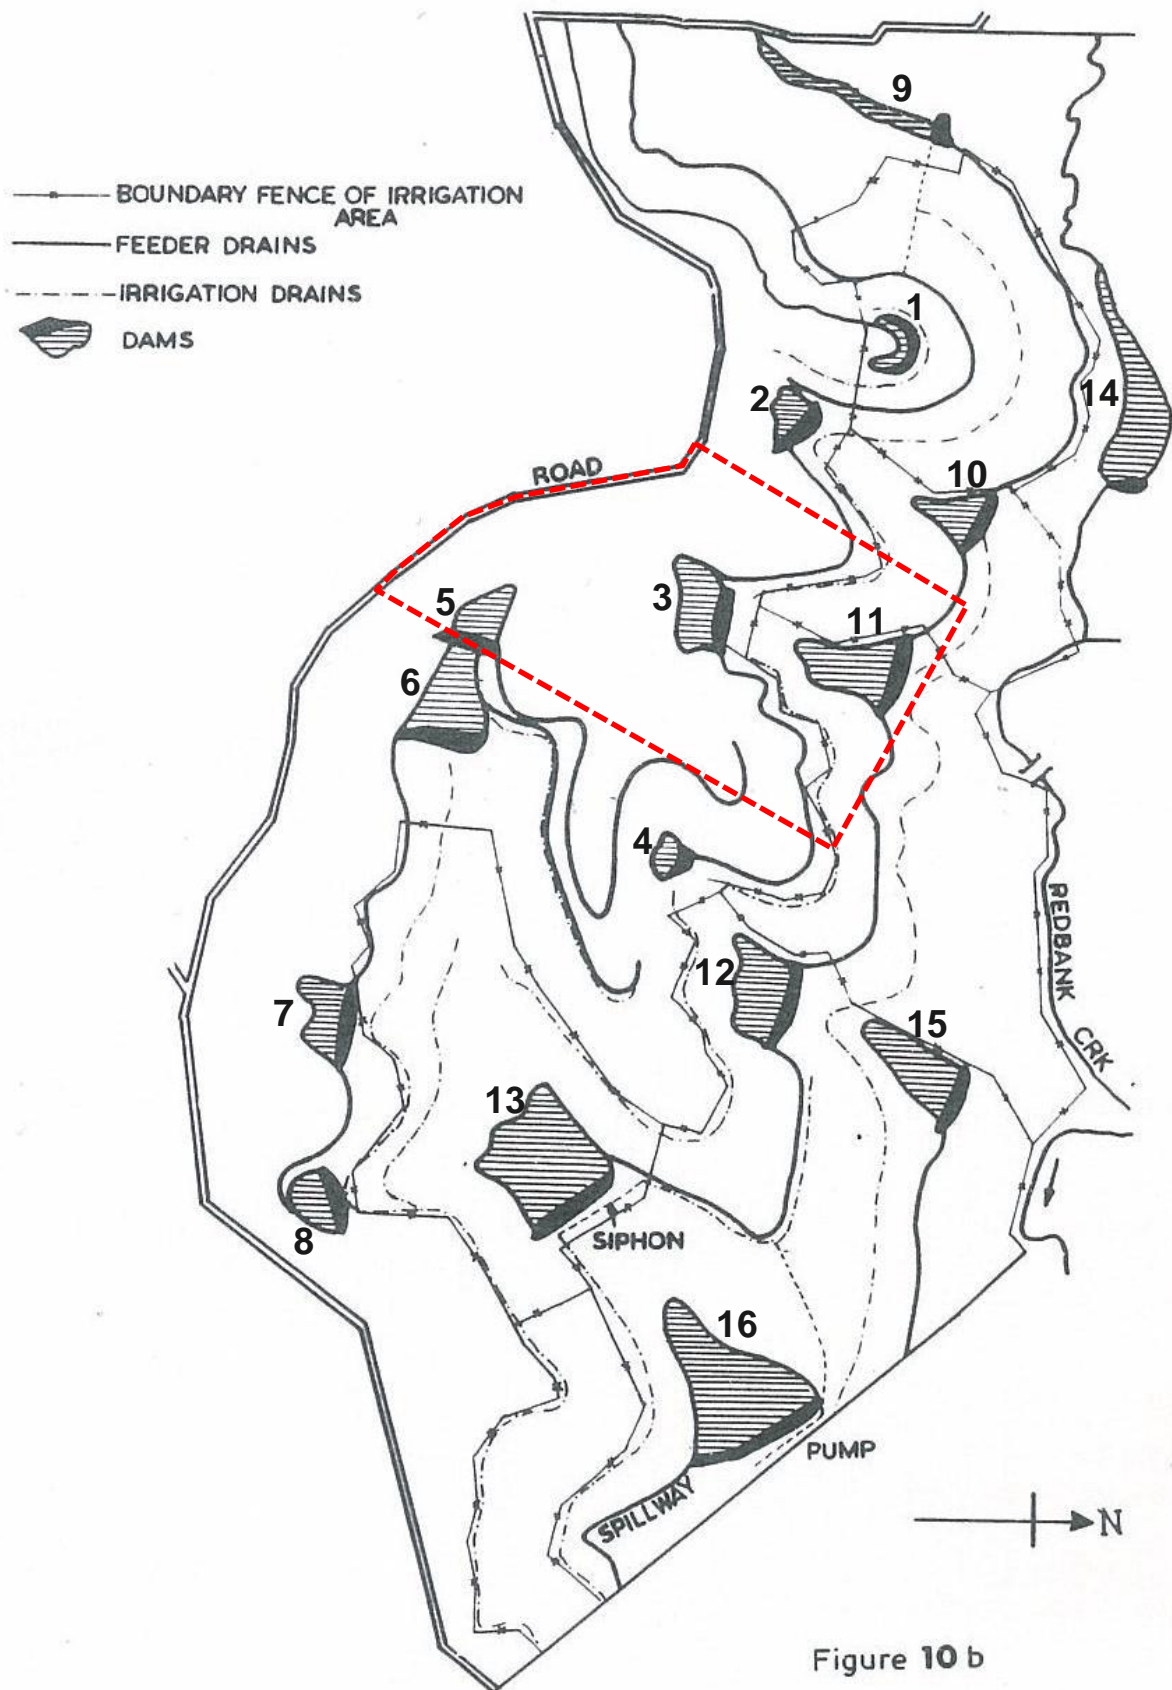 9
BOUNDARY FENCE OF IRRIGATION
AREA
FEEDER DRAINS
IRRIGATION DRAINS
DAMS
1
2
14
ROAD
10
5
3
11
6
4
REDBANK
CRK
12
7
15
13
8
SIPHON
16
PUMP
SPILLWAY
N
Figure 10 b